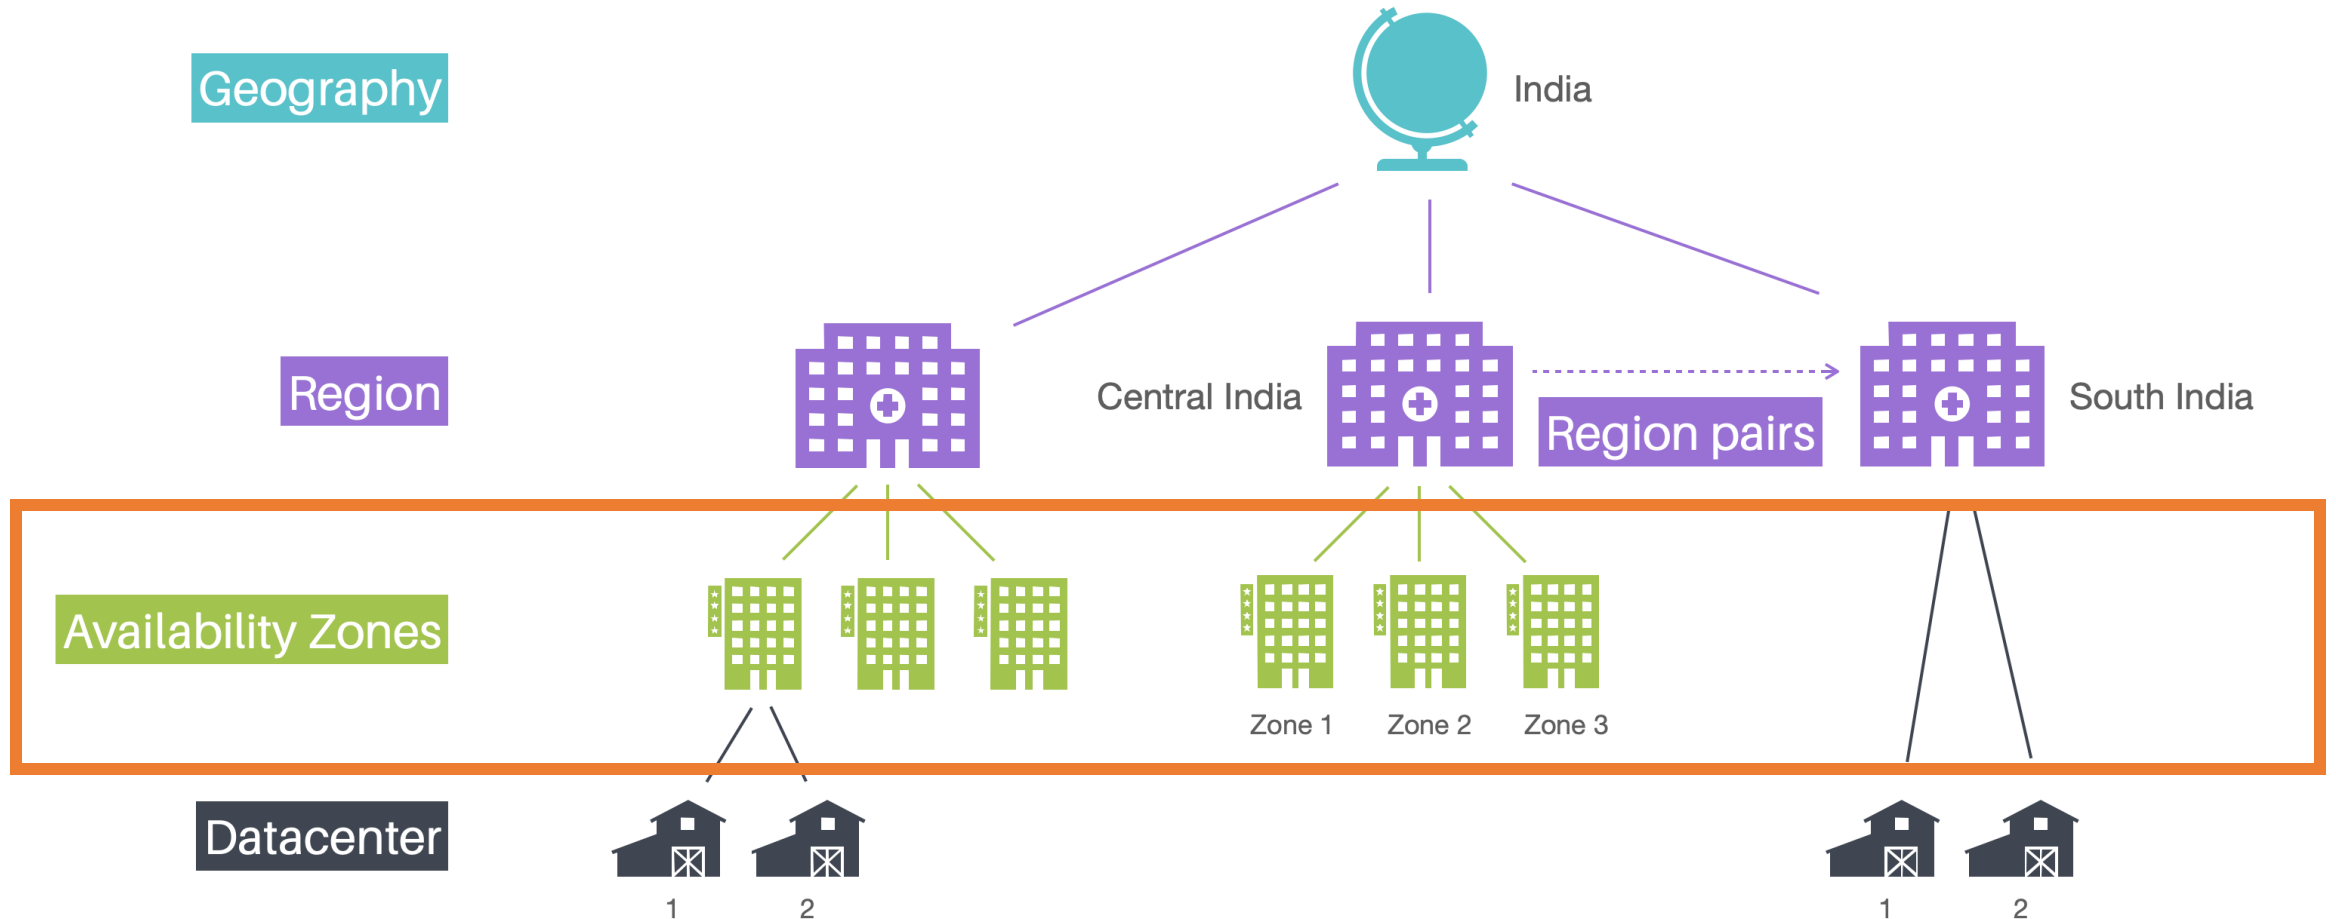 Geography
India
Region
Central India
Region pairs
South India
Availability Zones
Zone 1
Zone 2
Zone 3
Datacenter
1
2
1
2